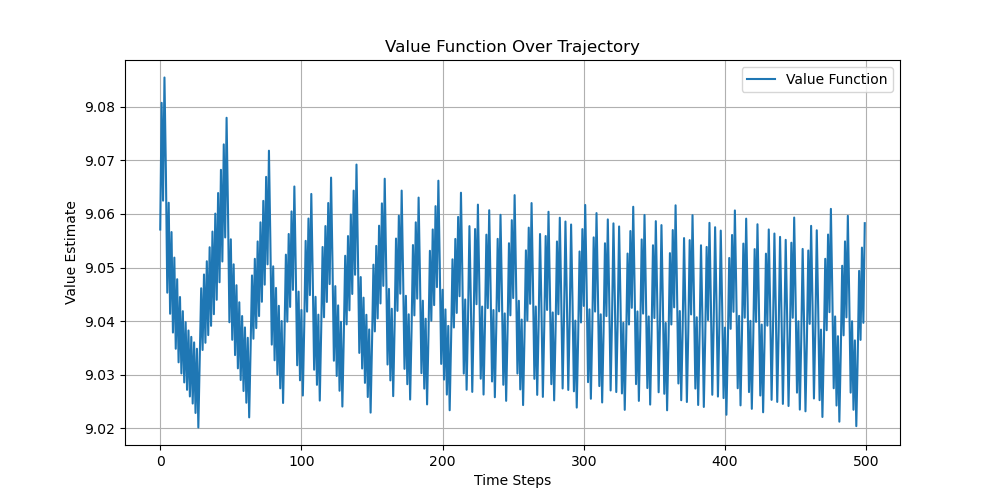 Value Function Over Trajectory
Value Function
Value Estimate
9.08
9.07
9.06
9.05
9.04
9.03
9.02
0 100 200 300 400 500
Time Steps